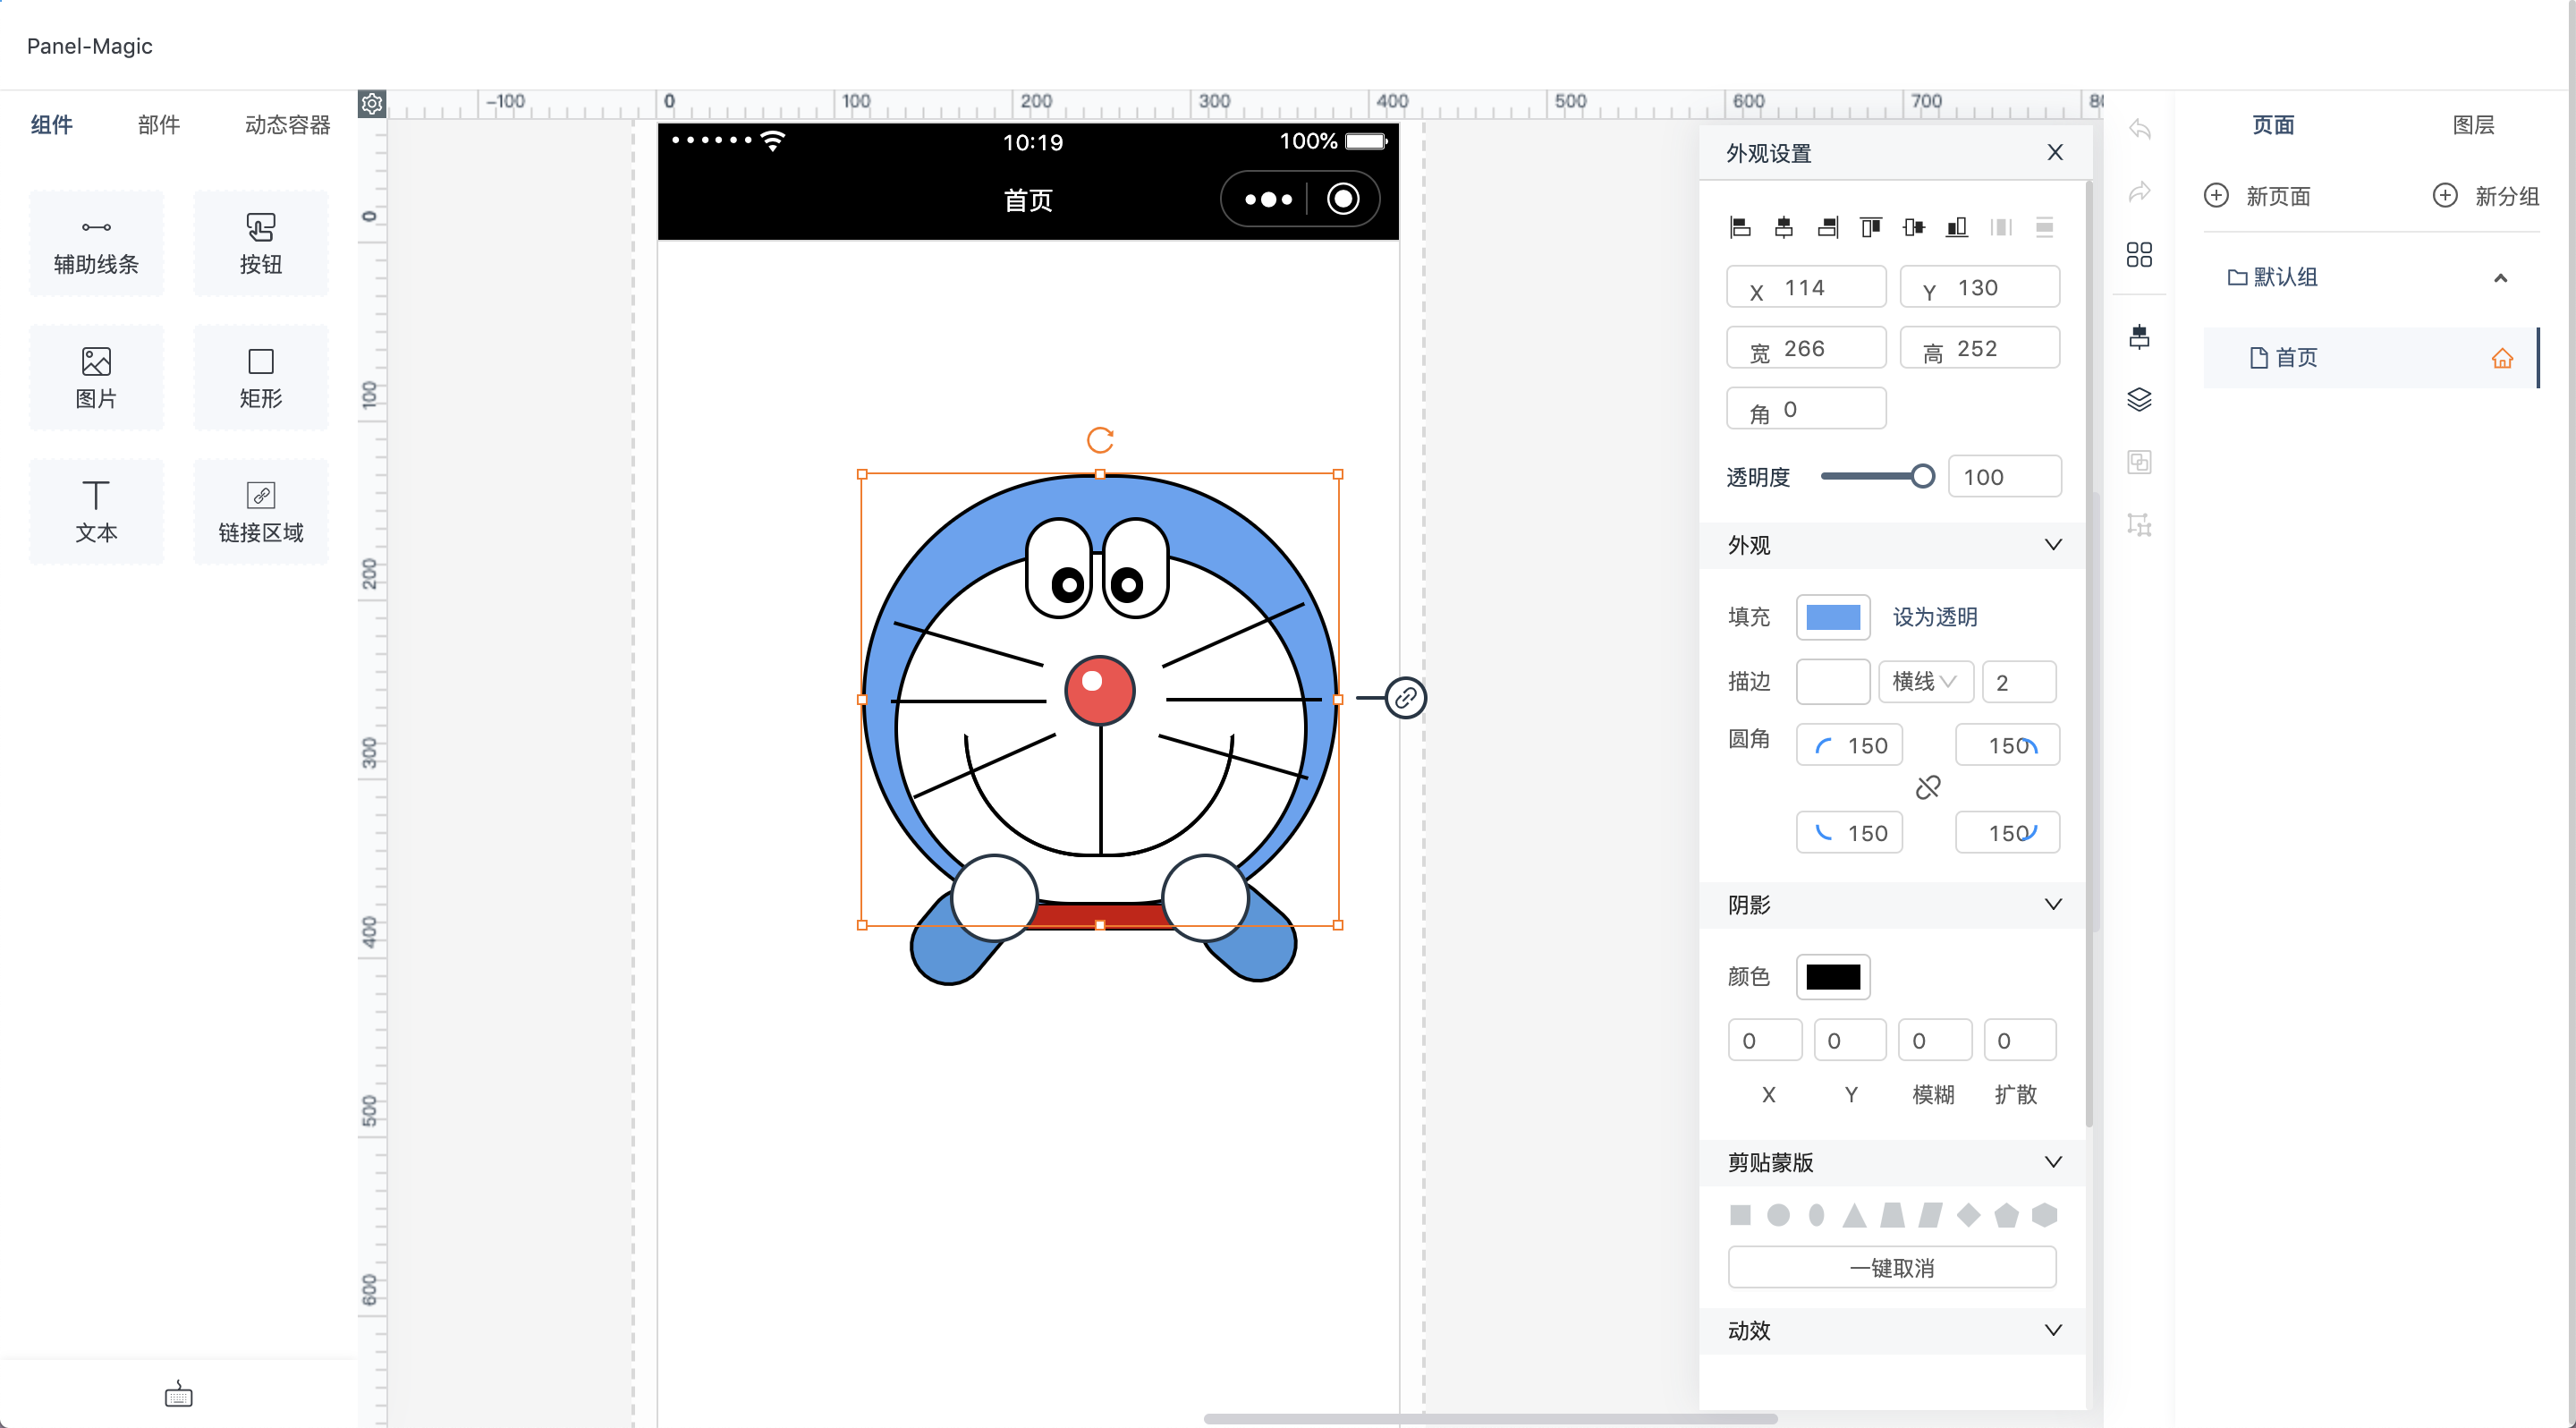 Panel-Magic
组件
部件
动态容器
辅助线条
按钮
图片
矩形
文本
链接区域
-100
0
100
200
300
400
500
600
700
0
100
200
300
400
500
600
10:19
100%
首页
外观设置
X 114
Y 130
宽 266
高 252
角 0
透明度 100
外观
填充 设为透明
描边 横线 2
圆角 150 150
150 150
阴影
颜色
0 0 0 0
X Y 模糊 扩散
剪贴蒙版
一键取消
动效
页面
图层
新页面
新分组
默认组
首页